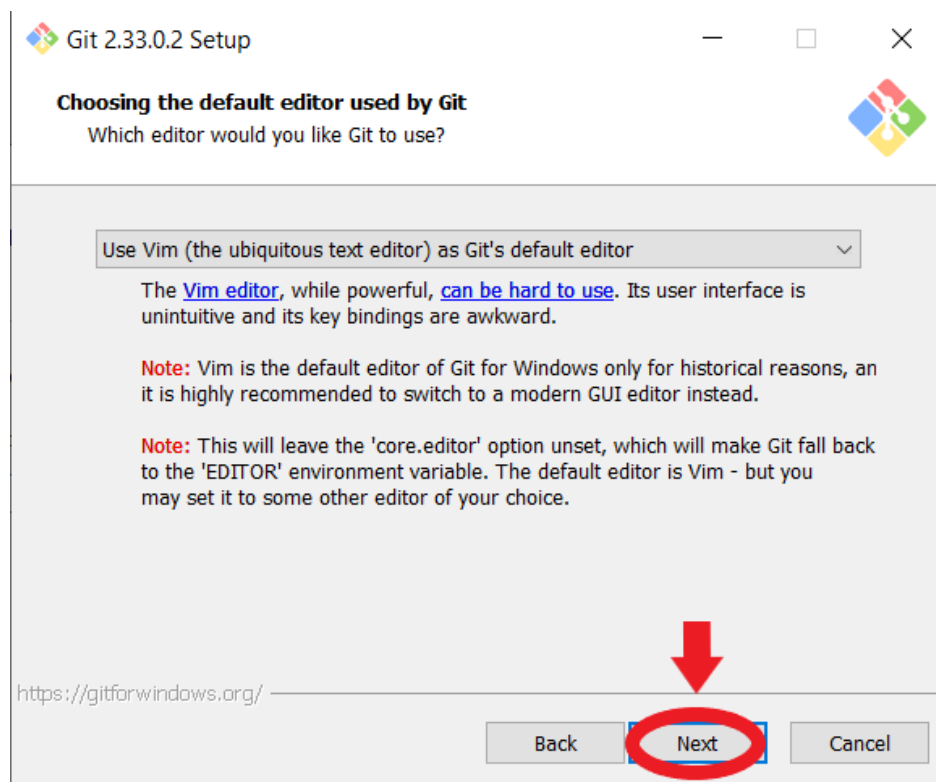 Git 2.33.0.2 Setup
Choosing the default editor used by Git
Which editor would you like Git to use?
Use Vim (the ubiquitous text editor) as Git's default editor
The Vim editor, while powerful, can be hard to use. Its user interface is
unintuitive and its key bindings are awkward.
Note: Vim is the default editor of Git for Windows only for historical reasons, an
it is highly recommended to switch to a modern GUI editor instead.
Note: This will leave the 'core.editor' option unset, which will make Git fall back
to the 'EDITOR' environment variable. The default editor is Vim - but you
may set it to some other editor of your choice.
https://gitforwindows.org/
Back Next Cancel